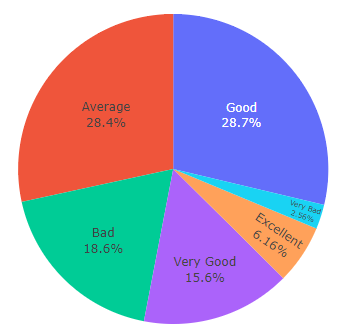 Average
28.4%
Good
28.7%
Very Bad
2.56%
Excellent
6.16%
Bad
18.6%
Very Good
15.6%